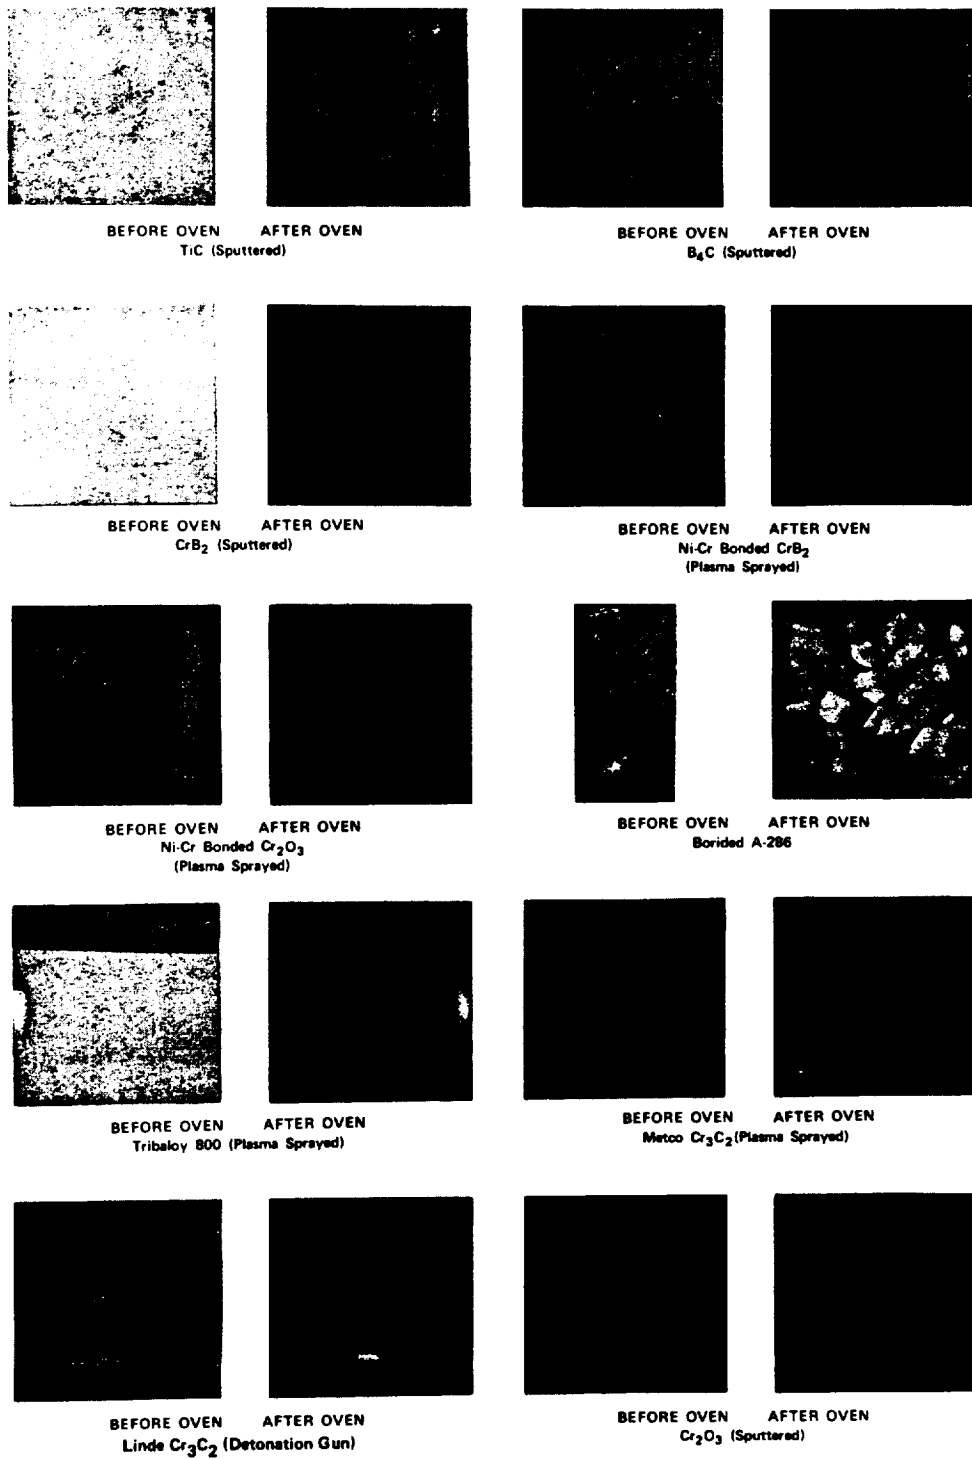 BEFORE OVEN AFTER OVEN
TiC (Sputtered)
BEFORE OVEN AFTER OVEN
B₄C (Sputtered)
BEFORE OVEN AFTER OVEN
CrB₂ (Sputtered)
BEFORE OVEN AFTER OVEN
Ni-Cr Bonded CrB₂
(Plasma Sprayed)
BEFORE OVEN AFTER OVEN
Ni-Cr Bonded Cr₂O₃
(Plasma Sprayed)
BEFORE OVEN AFTER OVEN
Borided A-286
BEFORE OVEN AFTER OVEN
Tribaloy 800 (Plasma Sprayed)
BEFORE OVEN AFTER OVEN
Metco Cr₃C₂(Plasma Sprayed)
BEFORE OVEN AFTER OVEN
Linde Cr₃C₂ (Detonation Gun)
BEFORE OVEN AFTER OVEN
Cr₂O₃ (Sputtered)